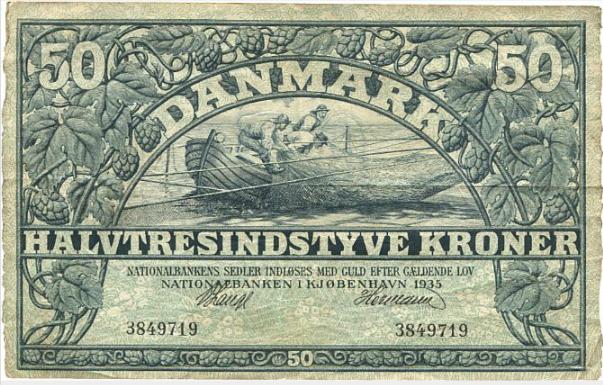 50 50
DANMARK
HALVTRESINDSTYVE KRONER
NATIONALBANKENS SEDLER INDLØSES MED GULD EFTER GÆLDENDE LOV
NATIONALBANKEN I KJØBENHAVN 1935
3849719 3849719
50